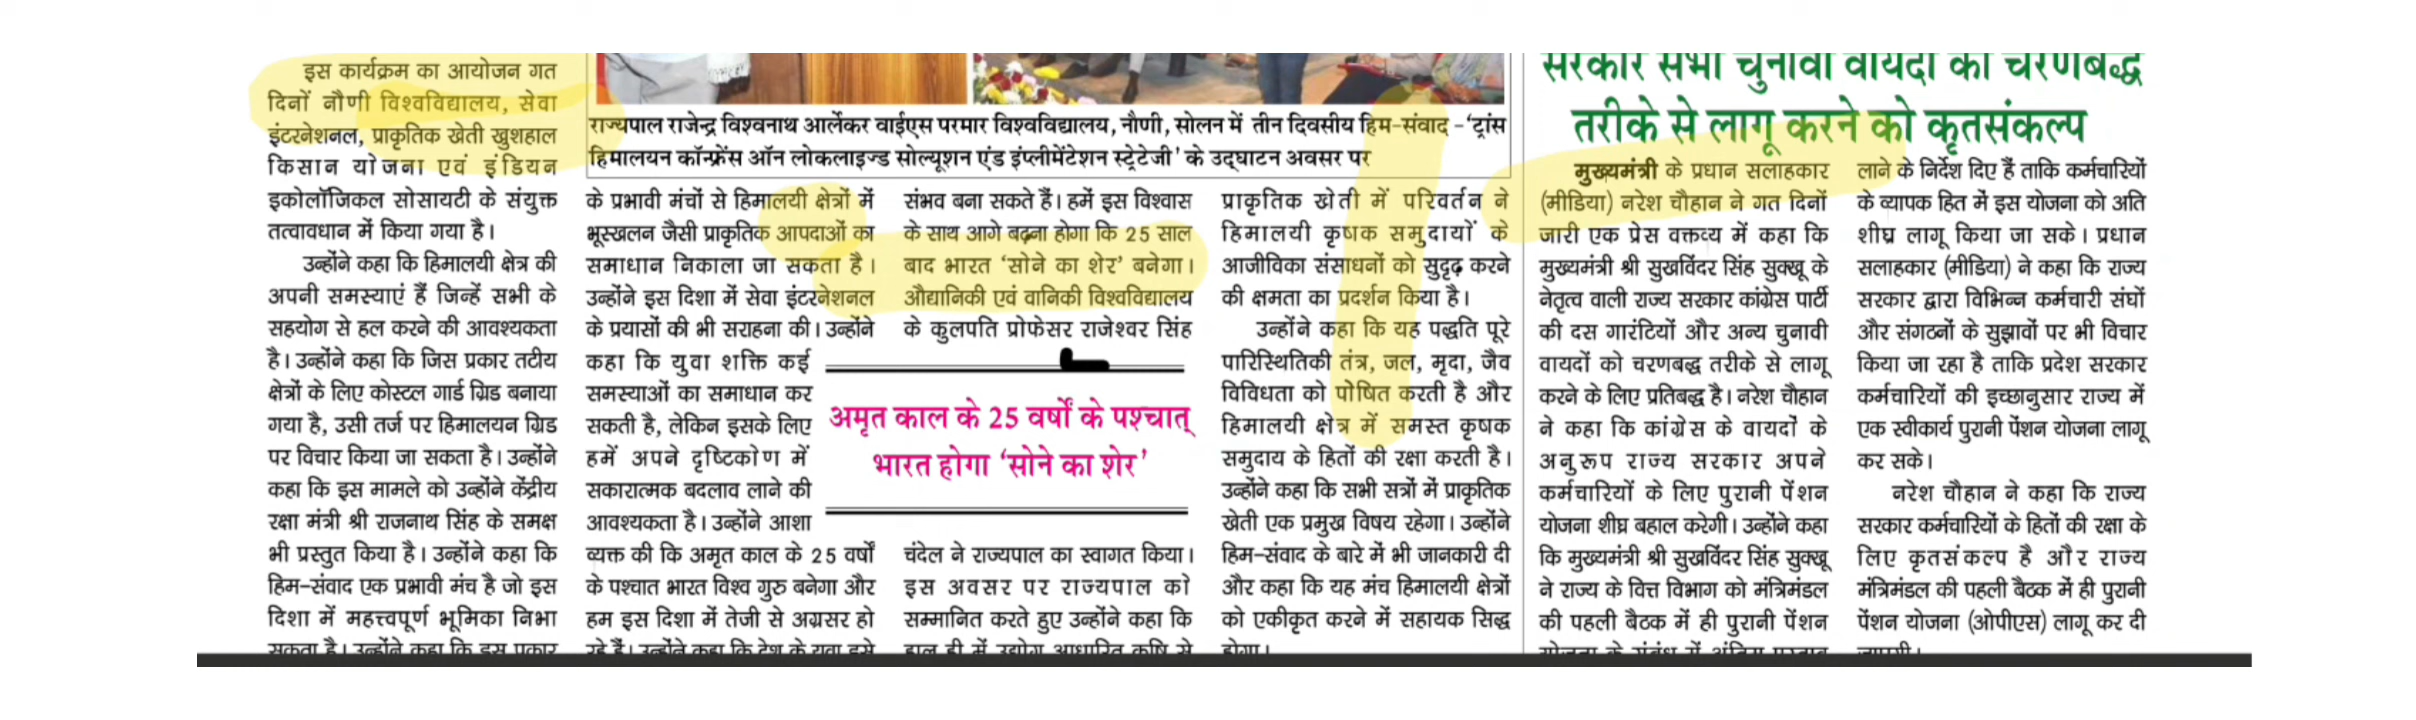 इस कार्यक्रम का आयोजन गत
दिनों नौणी विश्वविद्यालय, सेवा
इंटरनेशनल, प्राकृतिक खेती खुशहाल
किसान योजना एवं इंडियन
इकोलॉजिकल सोसायटी के संयुक्त
तत्वावधान में किया गया है।
उन्होंने कहा कि हिमालयी क्षेत्र की
अपनी समस्याएं हैं जिन्हें सभी के
सहयोग से हल करने की आवश्यकता
है। उन्होंने कहा कि जिस प्रकार तटीय
क्षेत्रों के लिए कोस्टल गार्ड ग्रिड बनाया
गया है, उसी तर्ज पर हिमालयन ग्रिड
पर विचार किया जा सकता है। उन्होंने
कहा कि इस मामले को उन्होंने केंद्रीय
रक्षा मंत्री श्री राजनाथ सिंह के समक्ष
भी प्रस्तुत किया है। उन्होंने कहा कि
हिम-संवाद एक प्रभावी मंच है जो इस
दिशा में महत्त्वपूर्ण भूमिका निभा
सकता है। उन्होंने कहा कि इस प्रकार
राज्यपाल राजेन्द्र विश्वनाथ आर्लेकर वाईएस परमार विश्वविद्यालय, नौणी, सोलन में तीन दिवसीय हिम-संवाद -‘ट्रांस
हिमालयन कॉन्फ्रेंस ऑन लोकलाइज्ड सोल्यूशन एंड इंप्लीमेंटेशन स्ट्रेटेजी' के उद्घाटन अवसर पर
के प्रभावी मंचों से हिमालयी क्षेत्रों में
भूस्खलन जैसी प्राकृतिक आपदाओं का
समाधान निकाला जा सकता है।
उन्होंने इस दिशा में सेवा इंटरनेशनल
के प्रयासों की भी सराहना की। उन्होंने
कहा कि युवा शक्ति कई
समस्याओं का समाधान कर
सकती है, लेकिन इसके लिए
हमें अपने दृष्टिकोण में
सकारात्मक बदलाव लाने की
आवश्यकता है। उन्होंने आशा
व्यक्त की कि अमृत काल के 25 वर्षों
के पश्चात भारत विश्व गुरु बनेगा और
हम इस दिशा में तेजी से अग्रसर हो
रहे हैं। उन्होंने कहा कि देश के युवा इसे
संभव बना सकते हैं। हमें इस विश्वास
के साथ आगे बढ़ना होगा कि 25 साल
बाद भारत ‘सोने का शेर’ बनेगा।
औद्यानिकी एवं वानिकी विश्वविद्यालय
के कुलपति प्रोफेसर राजेश्वर सिंह
अमृत काल के 25 वर्षों के पश्चात्
भारत होगा ‘सोने का शेर’
चंदेल ने राज्यपाल का स्वागत किया।
इस अवसर पर राज्यपाल को
सम्मानित करते हुए उन्होंने कहा कि
हाल ही में उद्योग आधारित कृषि से
प्राकृतिक खेती में परिवर्तन ने
हिमालयी कृषक समुदायों के
आजीविका संसाधनों को सुदृढ़ करने
की क्षमता का प्रदर्शन किया है।
उन्होंने कहा कि यह पद्धति पूरे
पारिस्थितिकी तंत्र, जल, मृदा, जैव
विविधता को पोषित करती है और
हिमालयी क्षेत्र में समस्त कृषक
समुदाय के हितों की रक्षा करती है।
उन्होंने कहा कि सभी सत्रों में प्राकृतिक
खेती एक प्रमुख विषय रहेगा। उन्होंने
हिम-संवाद के बारे में भी जानकारी दी
और कहा कि यह मंच हिमालयी क्षेत्रों
को एकीकृत करने में सहायक सिद्ध
होगा।
सरकार सभी चुनावी वायदों को चरणबद्ध
तरीके से लागू करने को कृतसंकल्प
मुख्यमंत्री के प्रधान सलाहकार
(मीडिया) नरेश चौहान ने गत दिनों
जारी एक प्रेस वक्तव्य में कहा कि
मुख्यमंत्री श्री सुखविंदर सिंह सुक्खू के
नेतृत्व वाली राज्य सरकार कांग्रेस पार्टी
की दस गारंटियों और अन्य चुनावी
वायदों को चरणबद्ध तरीके से लागू
करने के लिए प्रतिबद्ध है। नरेश चौहान
ने कहा कि कांग्रेस के वायदों के
अनुरूप राज्य सरकार अपने
कर्मचारियों के लिए पुरानी पेंशन
योजना शीघ्र बहाल करेगी। उन्होंने कहा
कि मुख्यमंत्री श्री सुखविंदर सिंह सुक्खू
ने राज्य के वित्त विभाग को मंत्रिमंडल
की पहली बैठक में ही पुरानी पेंशन
योजना के संबंध में अंतिम प्रस्ताव
लाने के निर्देश दिए हैं ताकि कर्मचारियों
के व्यापक हित में इस योजना को अति
शीघ्र लागू किया जा सके। प्रधान
सलाहकार (मीडिया) ने कहा कि राज्य
सरकार द्वारा विभिन्न कर्मचारी संघों
और संगठनों के सुझावों पर भी विचार
किया जा रहा है ताकि प्रदेश सरकार
कर्मचारियों की इच्छानुसार राज्य में
एक स्वीकार्य पुरानी पेंशन योजना लागू
कर सके।
नरेश चौहान ने कहा कि राज्य
सरकार कर्मचारियों के हितों की रक्षा के
लिए कृतसंकल्प है और राज्य
मंत्रिमंडल की पहली बैठक में ही पुरानी
पेंशन योजना (ओपीएस) लागू कर दी
जाएगी।